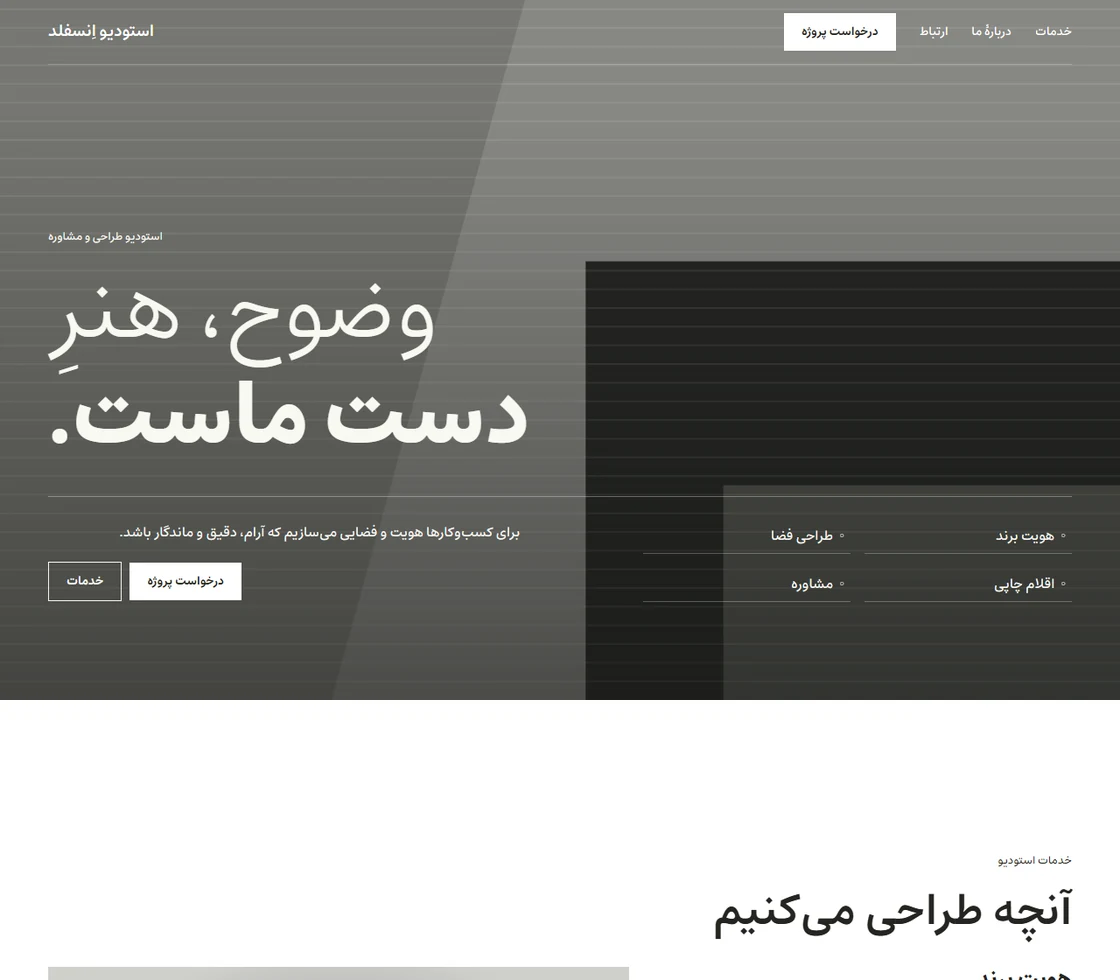 استودیو اِنسفلد
خدمات
دربارهٔ ما
ارتباط
درخواست پروژه
استودیو طراحی و مشاوره
وضوح، هنرِ
دست ماست.
برای کسب‌وکارها هویت و فضایی می‌سازیم که آرام، دقیق و ماندگار باشد.
درخواست پروژه
خدمات
هویت برند
طراحی فضا
اقلام چاپی
مشاوره
خدمات استودیو
آنچه طراحی می‌کنیم
هویت برند